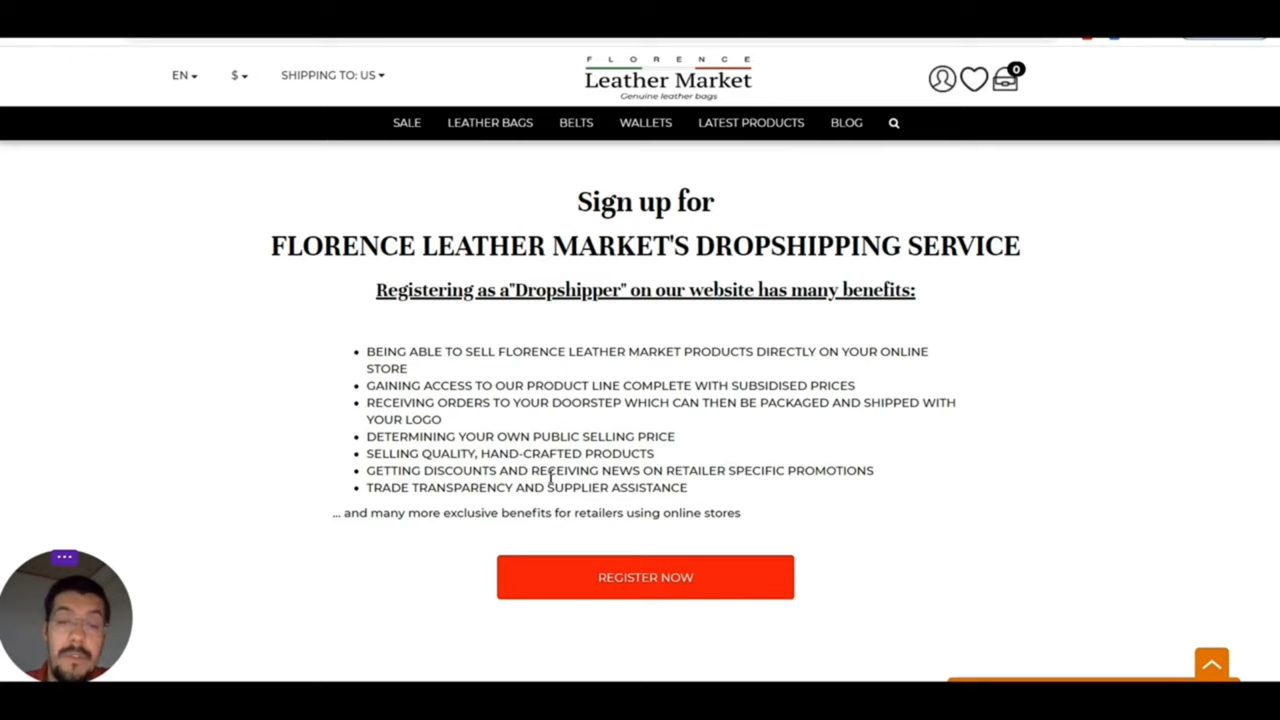 EN
$
SHIPPING TO: US
FLORENCE
Leather Market
Genuine leather bags
0
SALE
LEATHER BAGS
BELTS
WALLETS
LATEST PRODUCTS
BLOG
Sign up for
FLORENCE LEATHER MARKET'S DROPSHIPPING SERVICE
Registering as a"Dropshipper" on our website has many benefits:
• BEING ABLE TO SELL FLORENCE LEATHER MARKET PRODUCTS DIRECTLY ON YOUR ONLINE
STORE
• GAINING ACCESS TO OUR PRODUCT LINE COMPLETE WITH SUBSIDISED PRICES
• RECEIVING ORDERS TO YOUR DOORSTEP WHICH CAN THEN BE PACKAGED AND SHIPPED WITH
YOUR LOGO
• DETERMINING YOUR OWN PUBLIC SELLING PRICE
• SELLING QUALITY, HAND-CRAFTED PRODUCTS
• GETTING DISCOUNTS AND RECEIVING NEWS ON RETAILER SPECIFIC PROMOTIONS
• TRADE TRANSPARENCY AND SUPPLIER ASSISTANCE
... and many more exclusive benefits for retailers using online stores
REGISTER NOW